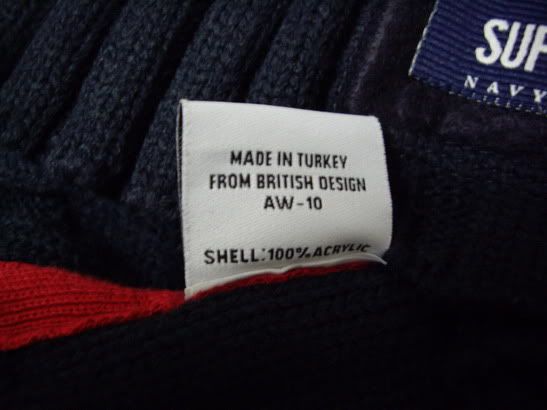 SUP
NAVY
MADE IN TURKEY
FROM BRITISH DESIGN
AW-10
SHELL:100% ACRYLIC